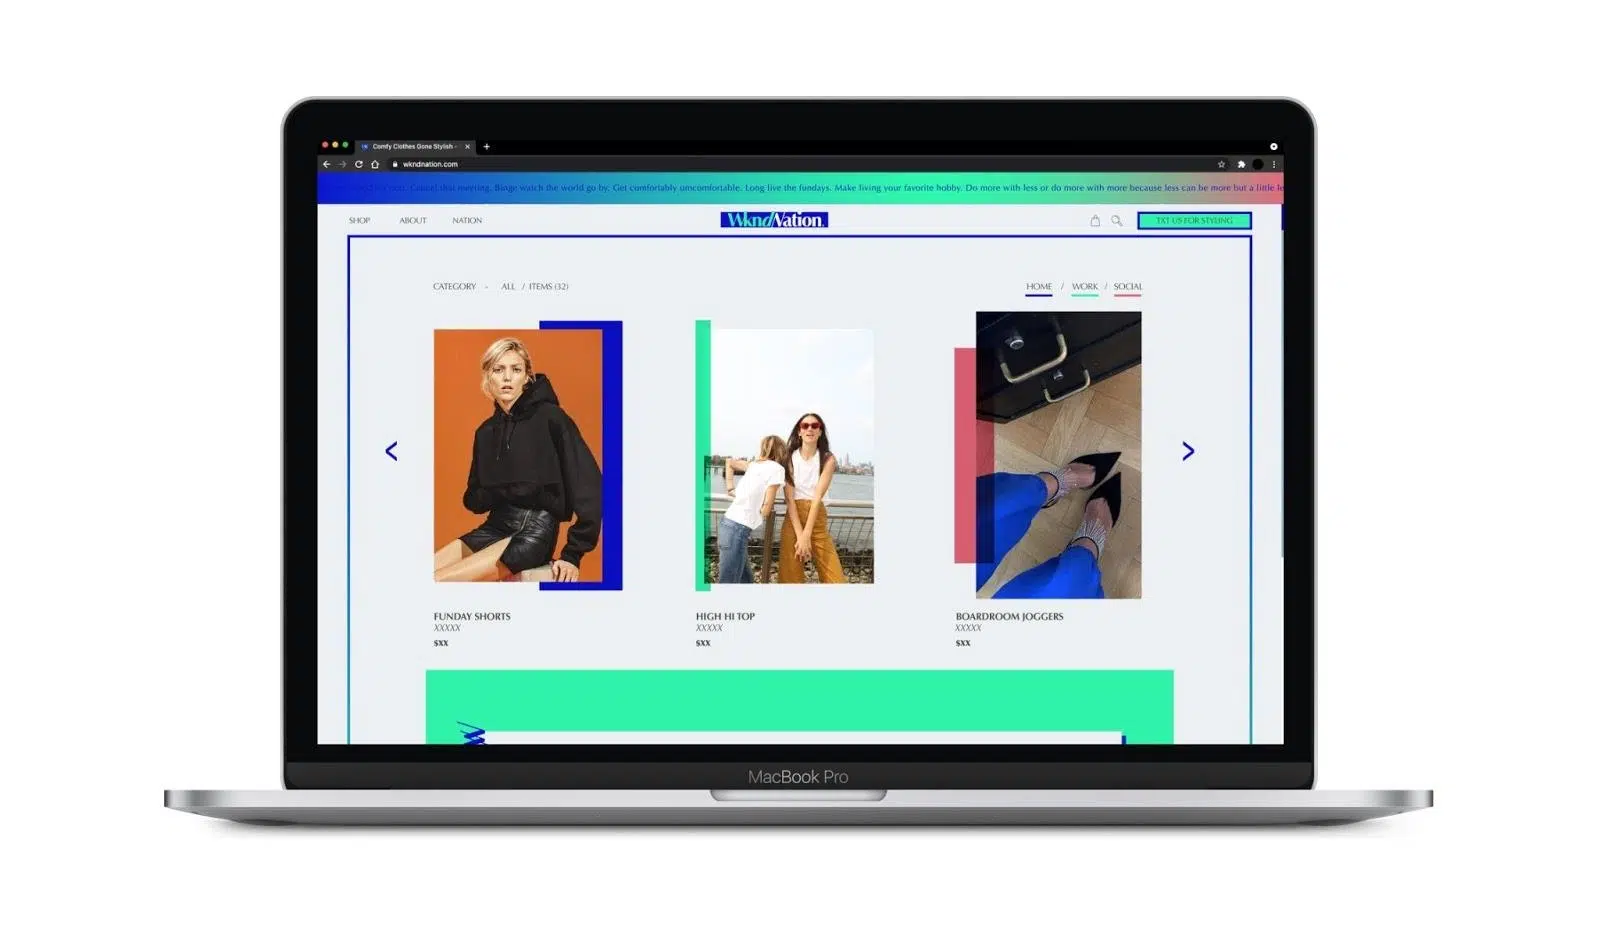 Comfy Clothes Gone Stylish -
wkndnation.com
Cancel that meeting. Binge watch the world go by. Get comfortably umcomfortable. Long live the fundays. Make living your favorite hobby. Do more with less or do more with more because less can be more but a little le
SHOP ABOUT NATION WkndNation. TXT US FOR STYLING
CATEGORY - ALL / ITEMS (32) HOME / WORK / SOCIAL
FUNDAY SHORTS HIGH HI TOP BOARDROOM JOGGERS
XXXXX XXXXX XXXXX
$XX $XX $XX
W
MacBook Pro